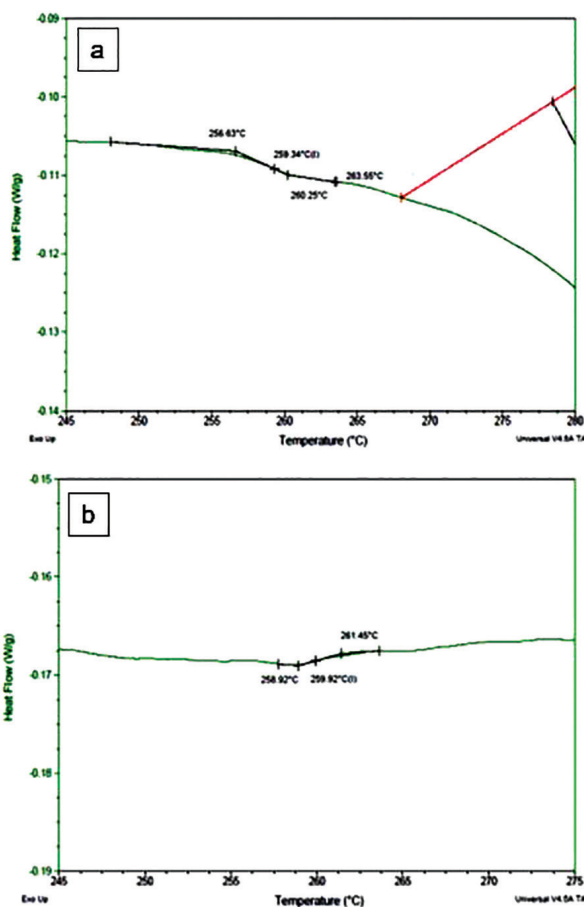 a
-0.09
-0.10
-0.11
-0.12
-0.13
-0.14
Heat Flow (W/g)
256.63°C
259.34°C(I)
260.25°C
263.55°C
245 250 255 260 265 270 275 280
Exo Up
Temperature (°C)
Universal V4.5A TA
b
-0.15
-0.16
-0.17
-0.18
-0.19
Heat Flow (W/g)
261.45°C
258.92°C
259.92°C(I)
245 250 255 260 265 270 275
Exo Up
Temperature (°C)
Universal V4.5A TA